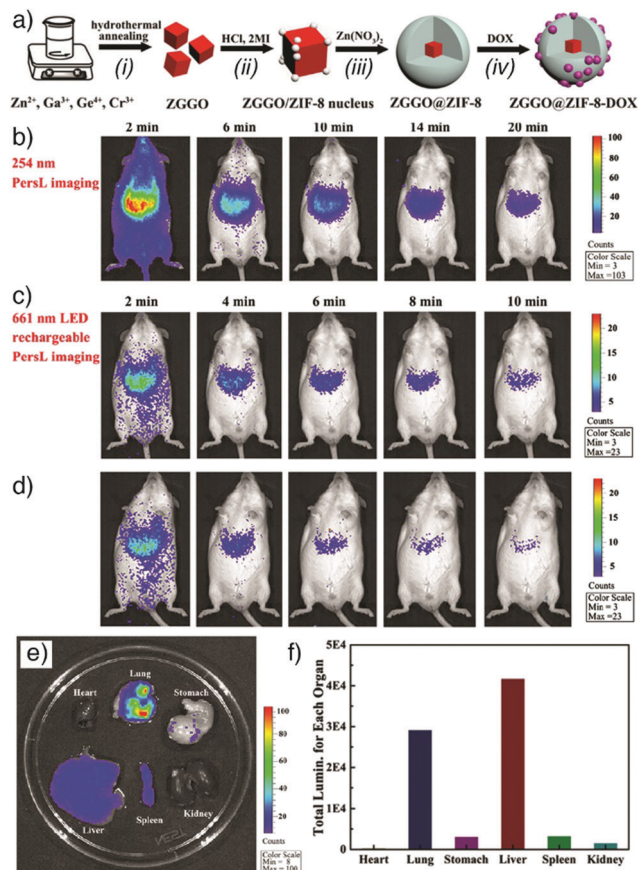 a)
hydrothermal
annealing
(i)
HCl, 2MI
(ii)
Zn(NO₃)₂
(iii)
DOX
(iv)
Zn²⁺, Ga³⁺, Ge⁴⁺, Cr³⁺
ZGGO
ZGGO/ZIF-8 nucleus
ZGGO@ZIF-8
ZGGO@ZIF-8-DOX
b)
2 min 6 min 10 min 14 min 20 min
254 nm
PersL imaging
100
80
60
40
20
Counts
Color Scale
Min = 3
Max =103
c)
2 min 4 min 6 min 8 min 10 min
661 nm LED
rechargeable
PersL imaging
20
15
10
5
Counts
Color Scale
Min = 3
Max =23
d)
20
15
10
5
Counts
Color Scale
Min = 3
Max =23
e)
Heart
Lung
Stomach
Liver
Spleen
Kidney
100
80
60
40
20
Counts
Color Scale
Min = 8
Max = 100
f)
Total Lumin. for Each Organ
5E4
4E4
3E4
2E4
1E4
0
Heart Lung Stomach Liver Spleen Kidney